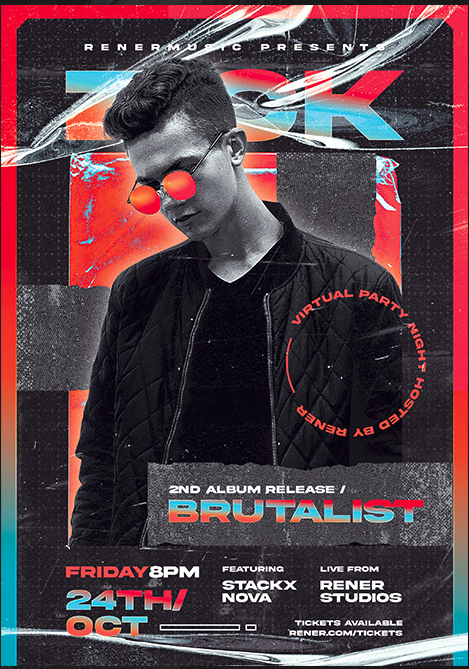 RENERMUSIC PRESENTS
VIRTUAL PARTY NIGHT HOSTED BY RENER
2ND ALBUM RELEASE /
BRUTALIST
FRIDAY 8PM
24TH/
OCT
FEATURING
STACKX
NOVA
LIVE FROM
RENER
STUDIOS
TICKETS AVAILABLE
RENER.COM/TICKETS